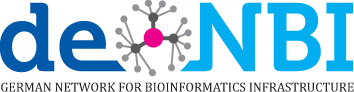 de NBI
GERMAN NETWORK FOR BIOINFORMATICS INFRASTRUCTURE